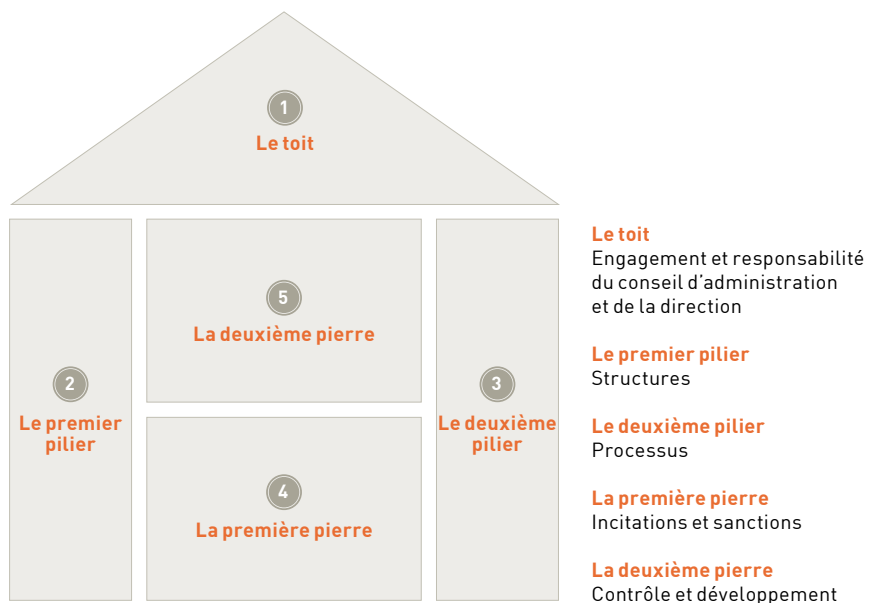 1
Le toit
5
La deuxième pierre
2
Le premier
pilier
3
Le deuxième
pilier
4
La première pierre
Le toit
Engagement et responsabilité
du conseil d'administration
et de la direction
Le premier pilier
Structures
Le deuxième pilier
Processus
La première pierre
Incitations et sanctions
La deuxième pierre
Contrôle et développement